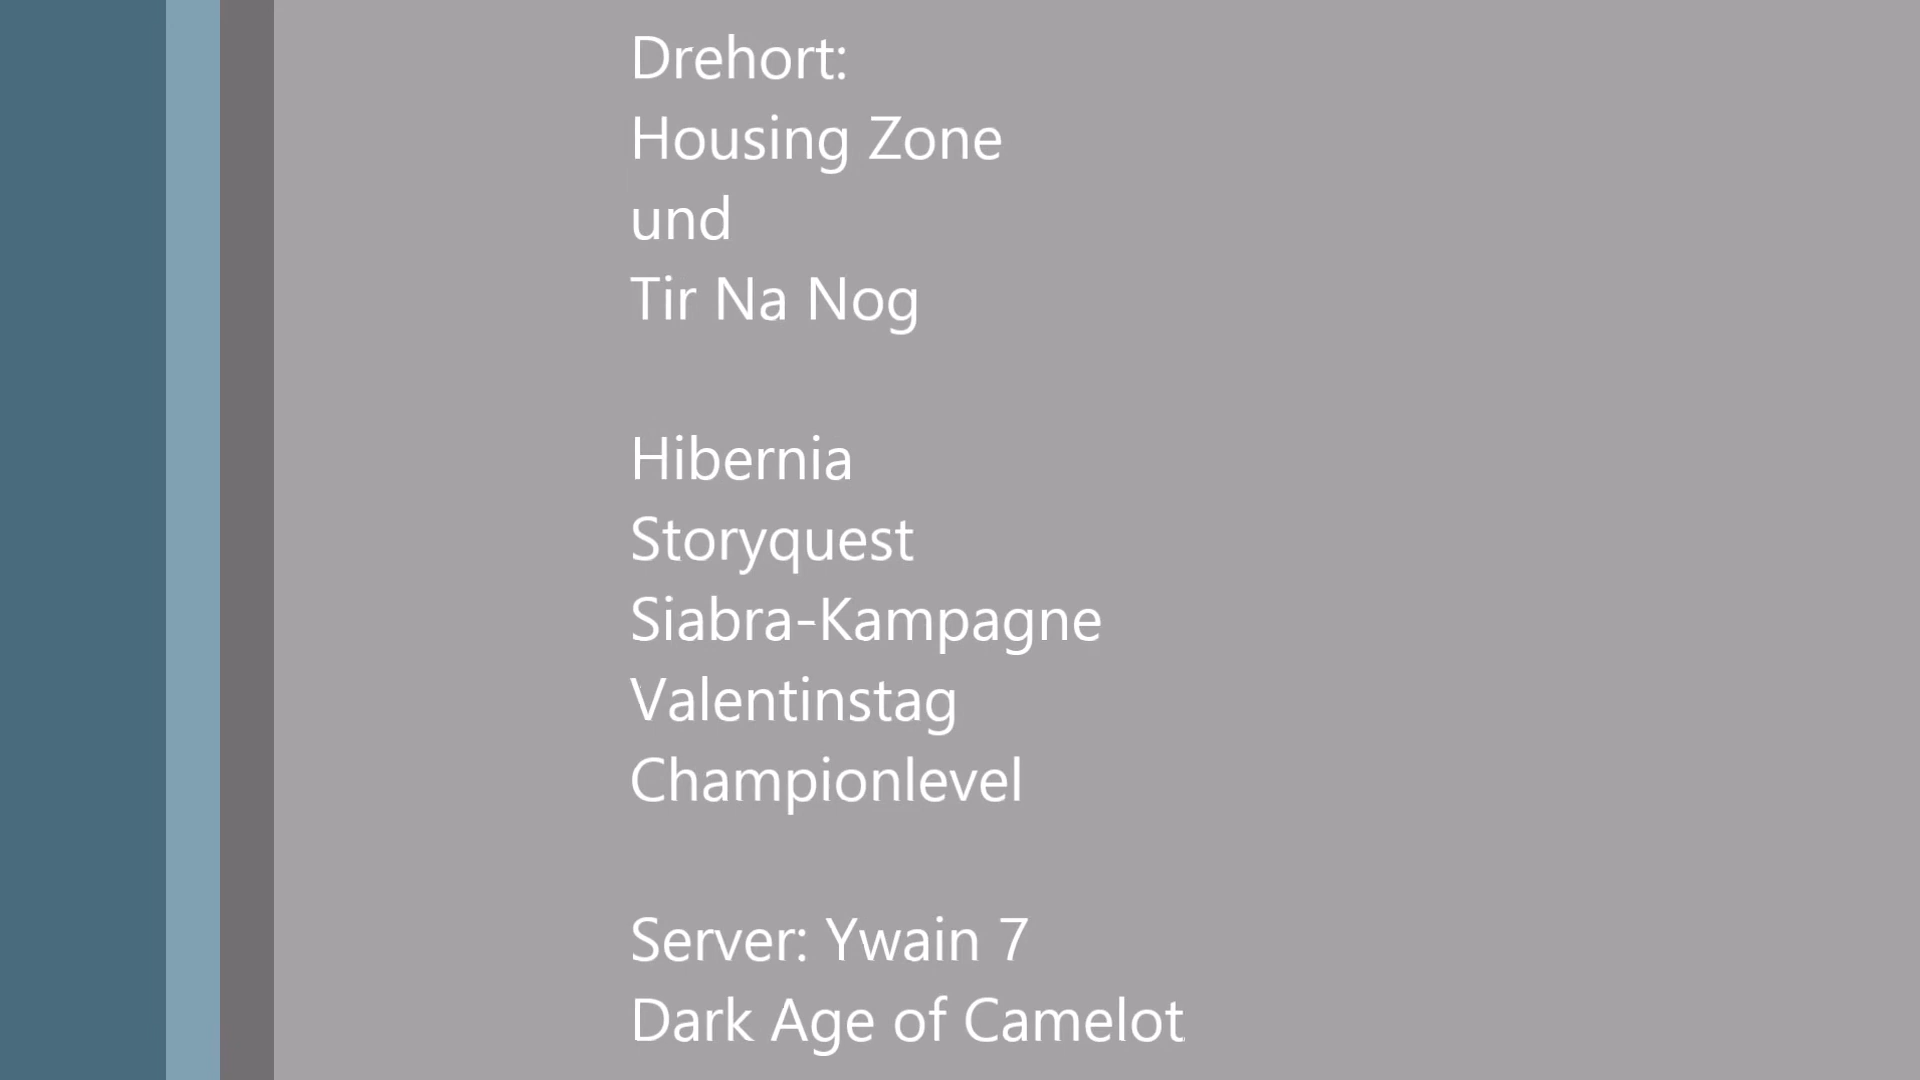 Drehort:
Housing Zone
und
Tir Na Nog
Hibernia
Storyquest
Siabra-Kampagne
Valentinstag
Championlevel
Server: Ywain 7
Dark Age of Camelot